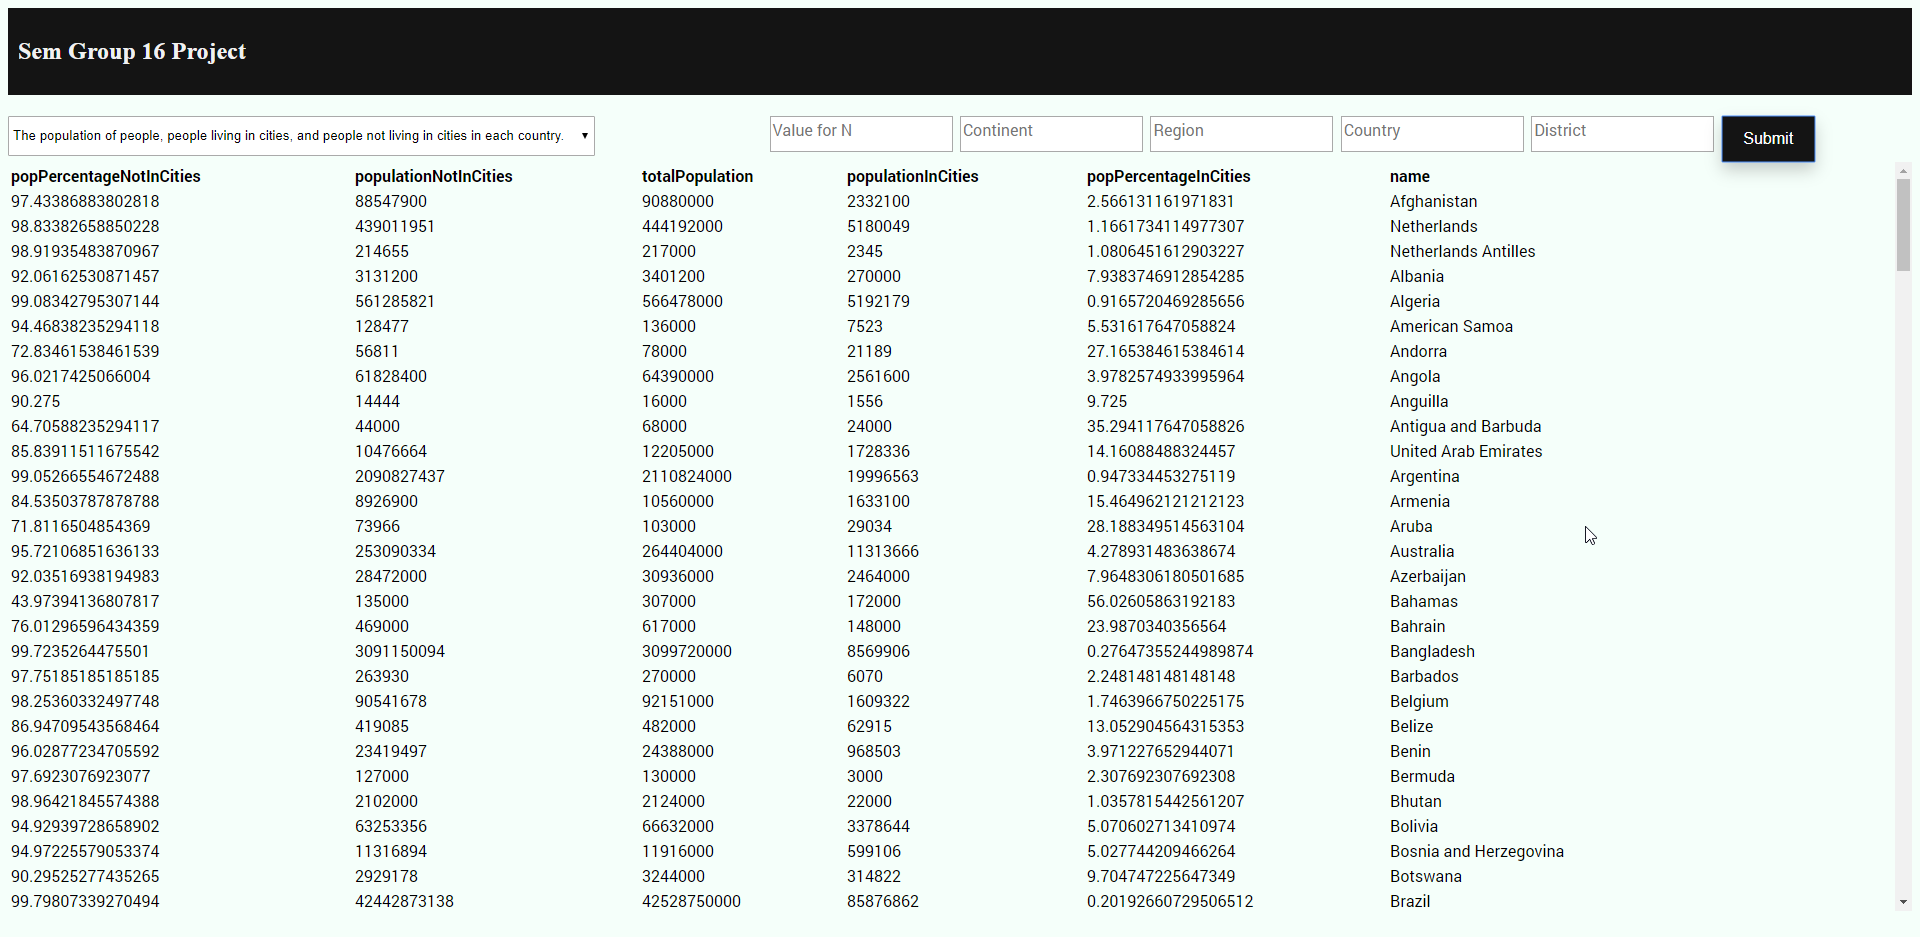 Sem Group 16 Project
The population of people, people living in cities, and people not living in cities in each country. Value for N Continent Region Country District Submit
popPercentageNotInCities populationNotInCities totalPopulation populationInCities popPercentageInCities name
97.43386883802818 88547900 90880000 2332100 2.566131161971831 Afghanistan
98.83382658850228 439011951 444192000 5180049 1.1661734114977307 Netherlands
98.91935483870967 214655 217000 2345 1.0806451612903227 Netherlands Antilles
92.06162530871457 3131200 3401200 270000 7.9383746912854285 Albania
99.08342795307144 561285821 566478000 5192179 0.9165720469285656 Algeria
94.46838235294118 128477 136000 7523 5.531617647058824 American Samoa
72.83461538461539 56811 78000 21189 27.165384615384614 Andorra
96.0217425066004 61828400 64390000 2561600 3.9782574933995964 Angola
90.275 14444 16000 1556 9.725 Anguilla
64.70588235294117 44000 68000 24000 35.294117647058826 Antigua and Barbuda
85.83911511675542 10476664 12205000 1728336 14.16088488324457 United Arab Emirates
99.05266554672488 2090827437 2110824000 19996563 0.947334453275119 Argentina
84.53503787878788 8926900 10560000 1633100 15.464962121212123 Armenia
71.8116504854369 73966 103000 29034 28.188349514563104 Aruba
95.72106851636133 253090334 264404000 11313666 4.278931483638674 Australia
92.03516938194983 28472000 30936000 2464000 7.9648306180501685 Azerbaijan
43.97394136807817 135000 307000 172000 56.02605863192183 Bahamas
76.01296596434359 469000 617000 148000 23.9870340356564 Bahrain
99.7235264475501 3091150094 3099720000 8569906 0.27647355244989874 Bangladesh
97.75185185185185 263930 270000 6070 2.248148148148148 Barbados
98.25360332497748 90541678 92151000 1609322 1.7463966750225175 Belgium
86.94709543568464 419085 482000 62915 13.052904564315353 Belize
96.02877234705592 23419497 24388000 968503 3.971227652944071 Benin
97.6923076923077 127000 130000 3000 2.307692307692308 Bermuda
98.96421845574388 2102000 2124000 22000 1.0357815442561207 Bhutan
94.92939728658902 63253356 66632000 3378644 5.070602713410974 Bolivia
94.97225579053374 11316894 11916000 599106 5.027744209466264 Bosnia and Herzegovina
90.29525277435265 2929178 3244000 314822 9.704747225647349 Botswana
99.79807339270494 42442873138 42528750000 85876862 0.20192660729506512 Brazil